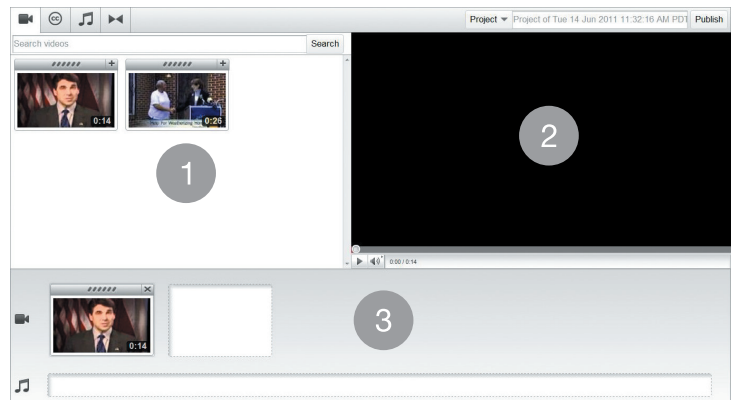 cc
Project
Project of Tue 14 Jun 2011 11:32:16 AM PDT
Publish
Search videos
Search
0:14
0:26
1
2
0:00 / 0:14
3
0:14